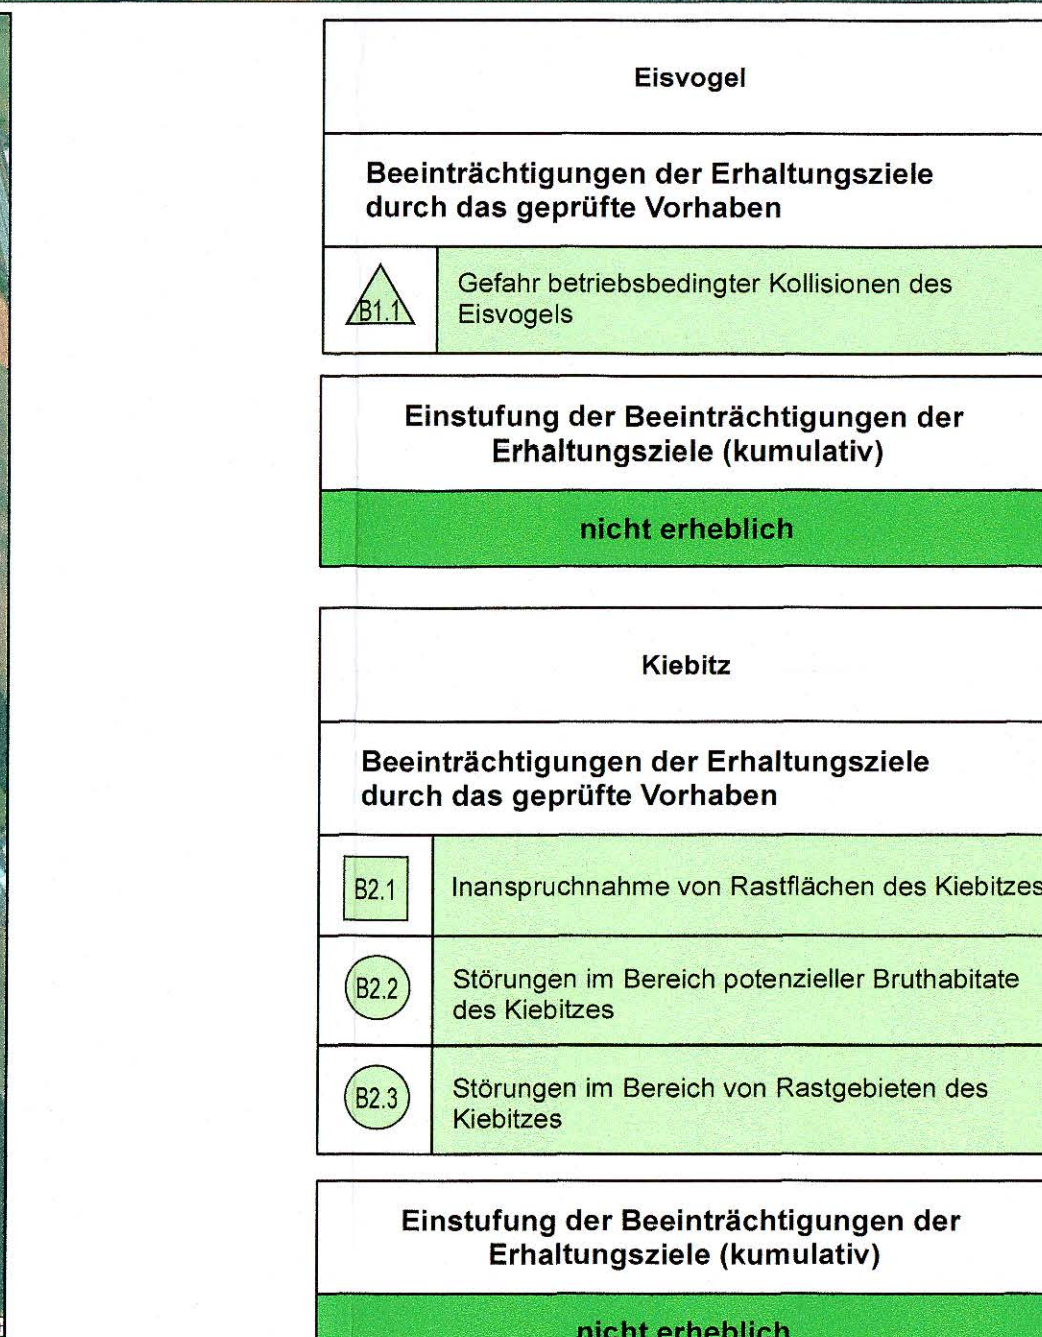 Eisvogel
Beeinträchtigungen der Erhaltungsziele
durch das geprüfte Vorhaben
B1.1
Gefahr betriebsbedingter Kollisionen des
Eisvogels
Einstufung der Beeinträchtigungen der
Erhaltungsziele (kumulativ)
nicht erheblich
Kiebitz
Beeinträchtigungen der Erhaltungsziele
durch das geprüfte Vorhaben
B2.1
Inanspruchnahme von Rastflächen des Kiebitzes
B2.2
Störungen im Bereich potenzieller Bruthabitate
des Kiebitzes
B2.3
Störungen im Bereich von Rastgebieten des
Kiebitzes
Einstufung der Beeinträchtigungen der
Erhaltungsziele (kumulativ)
nicht erheblich